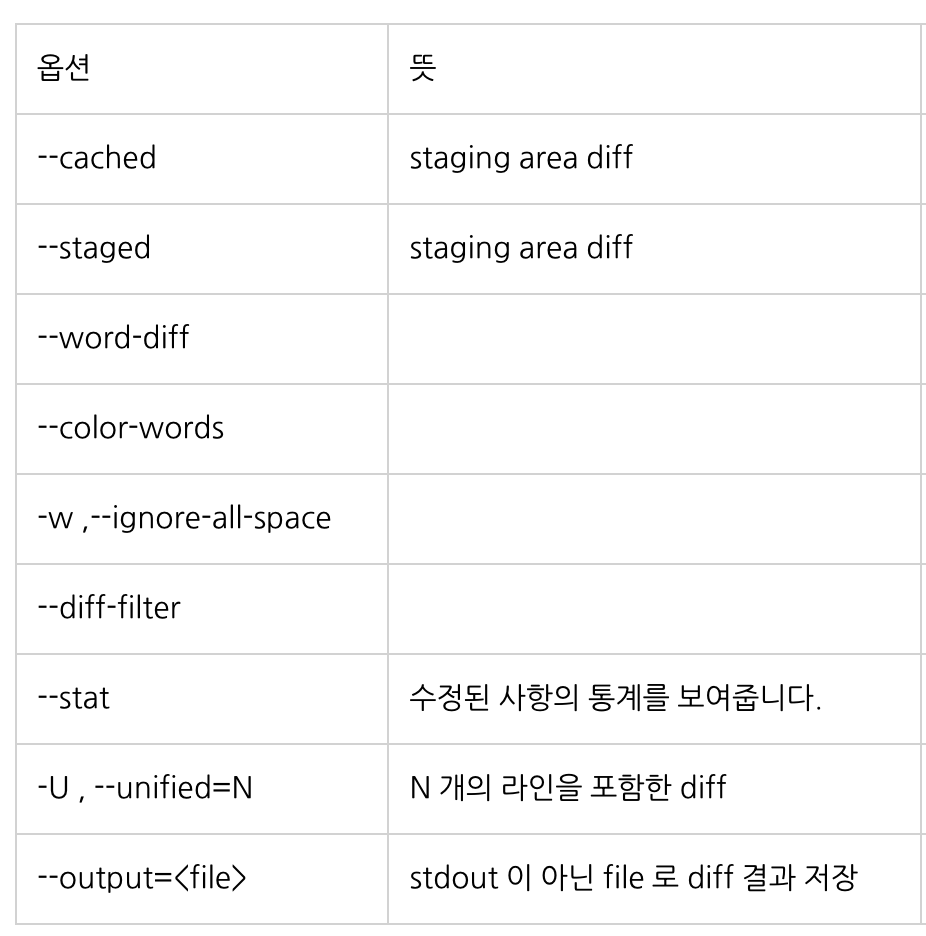 옵션 뜻
--cached staging area diff
--staged staging area diff
--word-diff
--color-words
-w ,--ignore-all-space
--diff-filter
--stat 수정된 사항의 통계를 보여줍니다.
-U , --unified=N N 개의 라인을 포함한 diff
--output=<file> stdout 이 아닌 file 로 diff 결과 저장